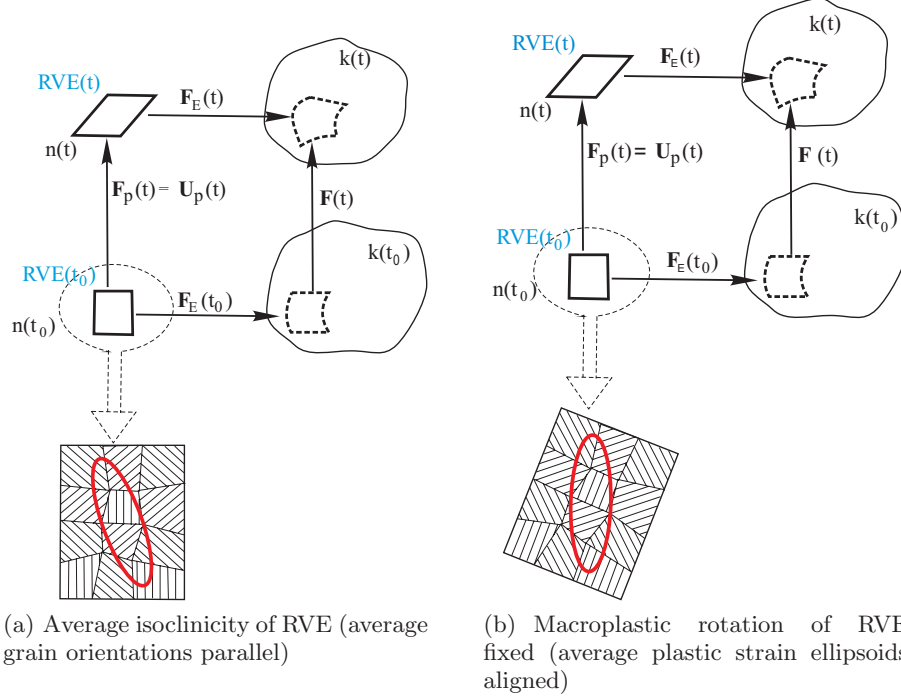 k(t)
RVE(t)
F_E(t)
n(t)
F_p(t) = U_p(t)
F(t)
k(t_0)
RVE(t_0)
F_E(t_0)
n(t_0)
(a) Average isoclinicity of RVE (average
grain orientations parallel)
k(t)
RVE(t)
F_E(t)
n(t)
F_p(t) = U_p(t)
F (t)
k(t_0)
RVE(t_0)
F_E(t_0)
n(t_0)
(b) Macroplastic rotation of RVE
fixed (average plastic strain ellipsoids
aligned)